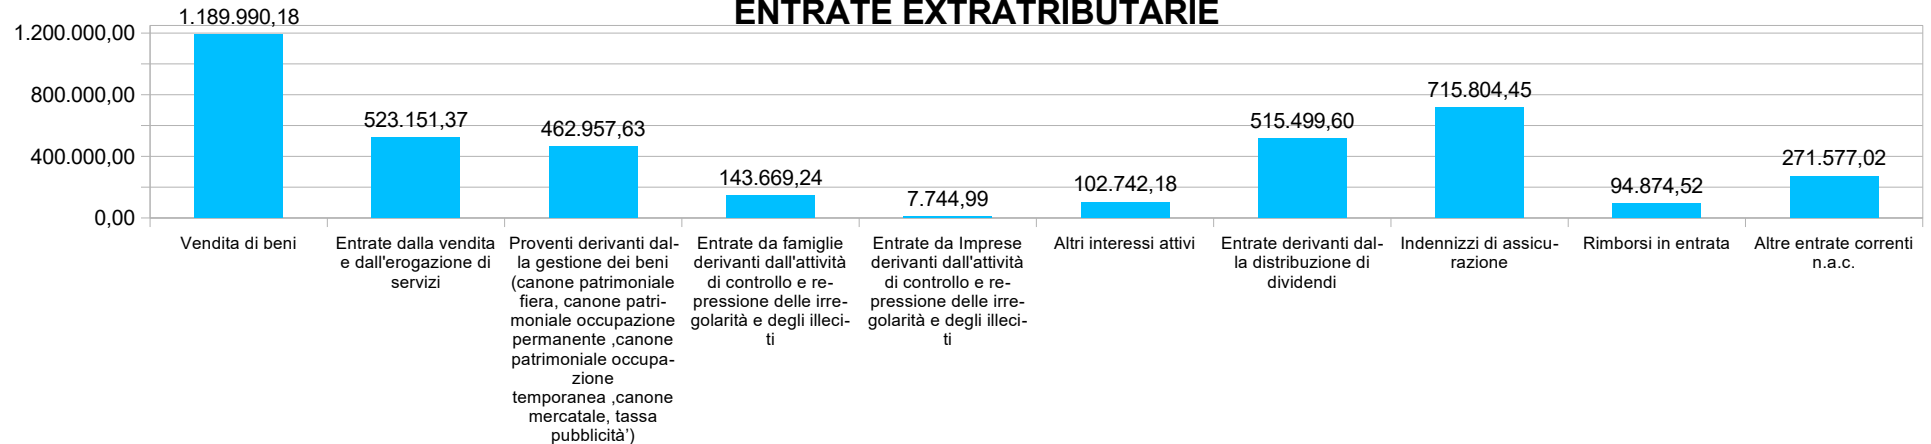 ENTRATE EXTRATRIBUTARIE
1.200.000,00
800.000,00
400.000,00
0,00
1.189.990,18
523.151,37
462.957,63
143.669,24
7.744,99
102.742,18
515.499,60
715.804,45
94.874,52
271.577,02
Vendita di beni
Entrate dalla vendita
e dall'erogazione di
servizi
Proventi derivanti dal-
la gestione dei beni
(canone patrimoniale
fiera, canone patri-
moniale occupazione
permanente ,canone
patrimoniale occupa-
zione
temporanea ,canone
mercatale, tassa
pubblicità’)
Entrate da famiglie
derivanti dall'attività
di controllo e re-
pressione delle irre-
golarità e degli illeci-
ti
Entrate da Imprese
derivanti dall'attività
di controllo e re-
pressione delle irre-
golarità e degli illeci-
ti
Altri interessi attivi
Entrate derivanti dal-
la distribuzione di
dividendi
Indennizzi di assicu-
razione
Rimborsi in entrata
Altre entrate correnti
n.a.c.